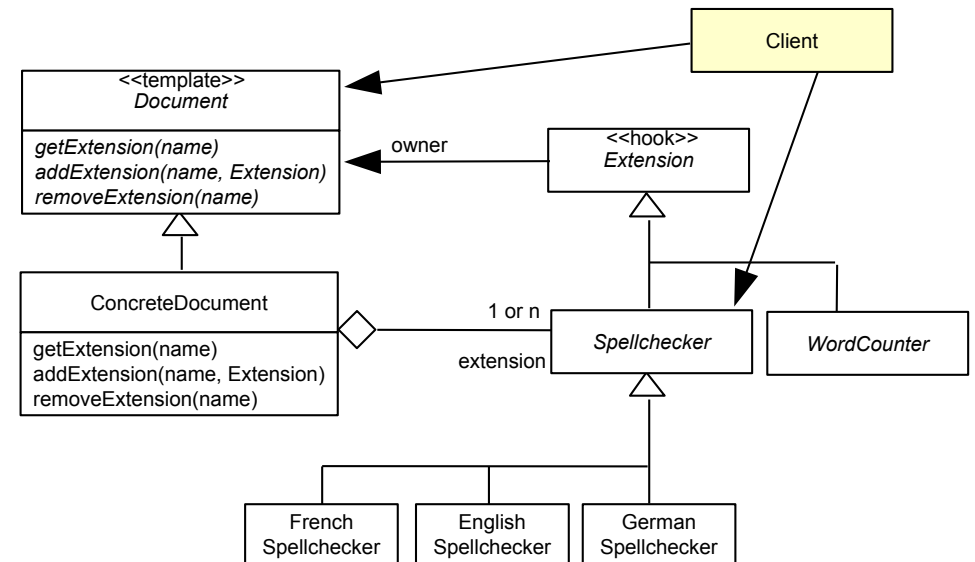 Client
<<template>>
Document
getExtension(name)
addExtension(name, Extension)
removeExtension(name)
owner
<<hook>>
Extension
ConcreteDocument
getExtension(name)
addExtension(name, Extension)
removeExtension(name)
1 or n
extension
Spellchecker
WordCounter
French
Spellchecker
English
Spellchecker
German
Spellchecker